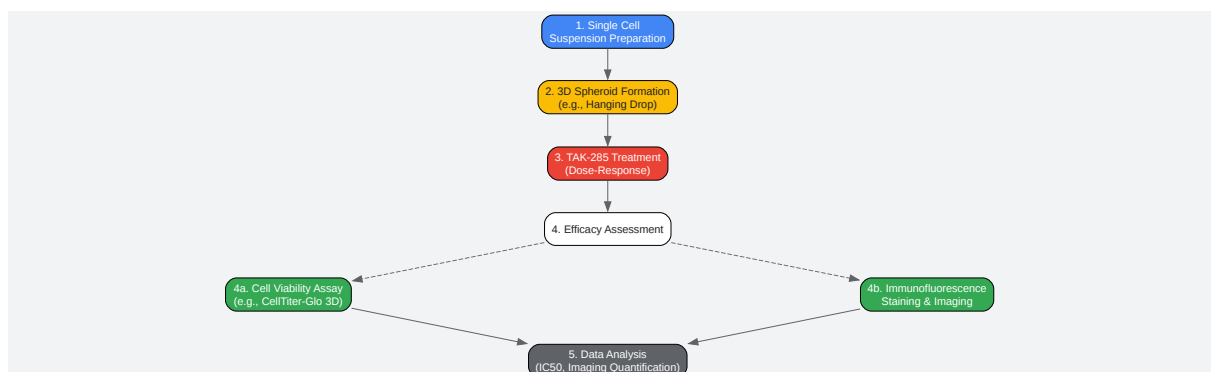 1. Single Cell
Suspension Preparation
2. 3D Spheroid Formation
(e.g., Hanging Drop)
3. TAK-285 Treatment
(Dose-Response)
4. Efficacy Assessment
4a. Cell Viability Assay
(e.g., CellTiter-Glo 3D)
4b. Immunofluorescence
Staining & Imaging
5. Data Analysis
(IC50, Imaging Quantification)